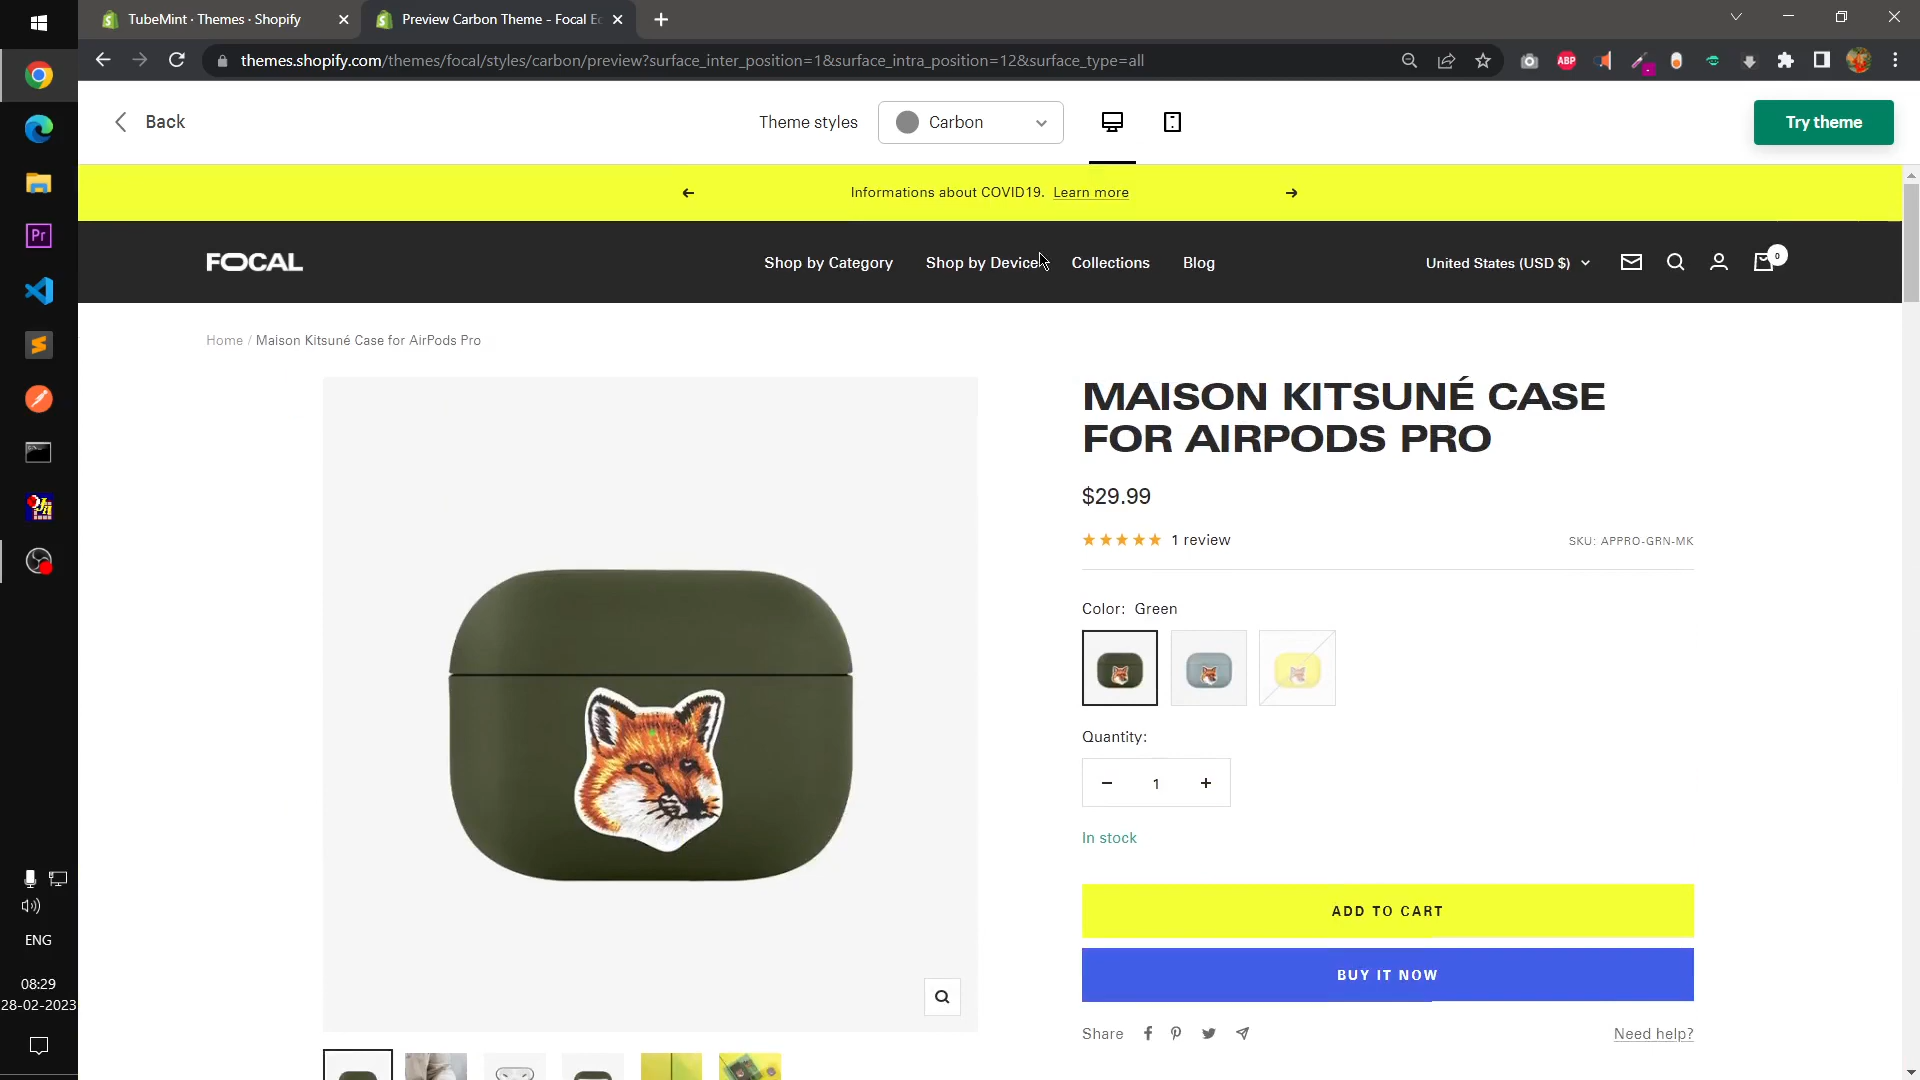 TubeMint · Themes · Shopify
Preview Carbon Theme - Focal Ec
themes.shopify.com/themes/focal/styles/carbon/preview?surface_inter_position=1&surface_intra_position=12&surface_type=all
ABP
Back
Theme styles
Carbon
Try theme
Informations about COVID19. Learn more
FOCAL
Shop by Category
Shop by Device
Collections
Blog
United States (USD $)
0
Home / Maison Kitsuné Case for AirPods Pro
MAISON KITSUNÉ CASE
FOR AIRPODS PRO
$29.99
1 review
SKU: APPRO-GRN-MK
Color: Green
Quantity:
1
In stock
ADD TO CART
BUY IT NOW
Share
Need help?
Pr
ENG
08:29
28-02-2023